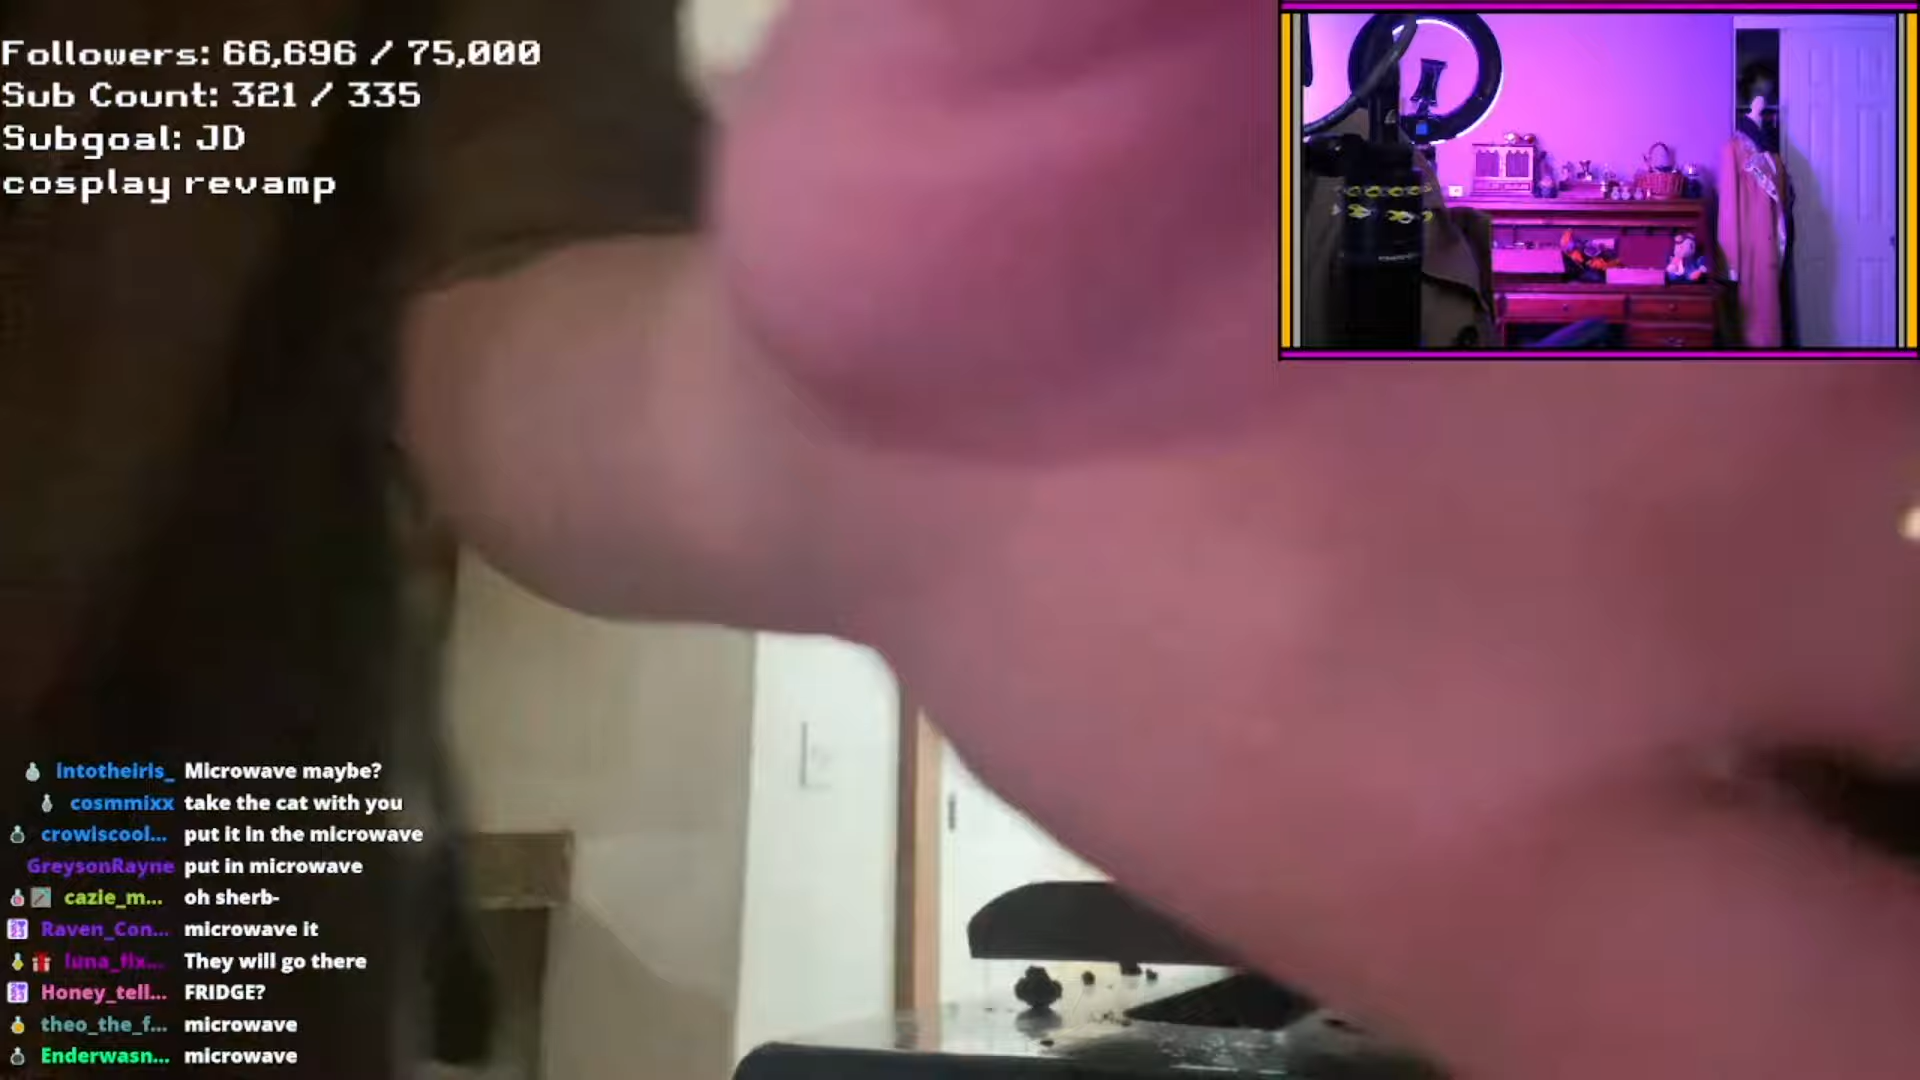 Followers: 66,696 / 75,000
Sub Count: 321 / 335
Subgoal: JD
cosplay revamp
Intotheiris_ Microwave maybe?
cosmmixx take the cat with you
crowiscool... put it in the microwave
GreysonRayne put in microwave
cazie_m... oh sherb-
Raven_Con... microwave it
luna_flx... They will go there
Honey_tell... FRIDGE?
theo_the_f... microwave
Enderwasn... microwave